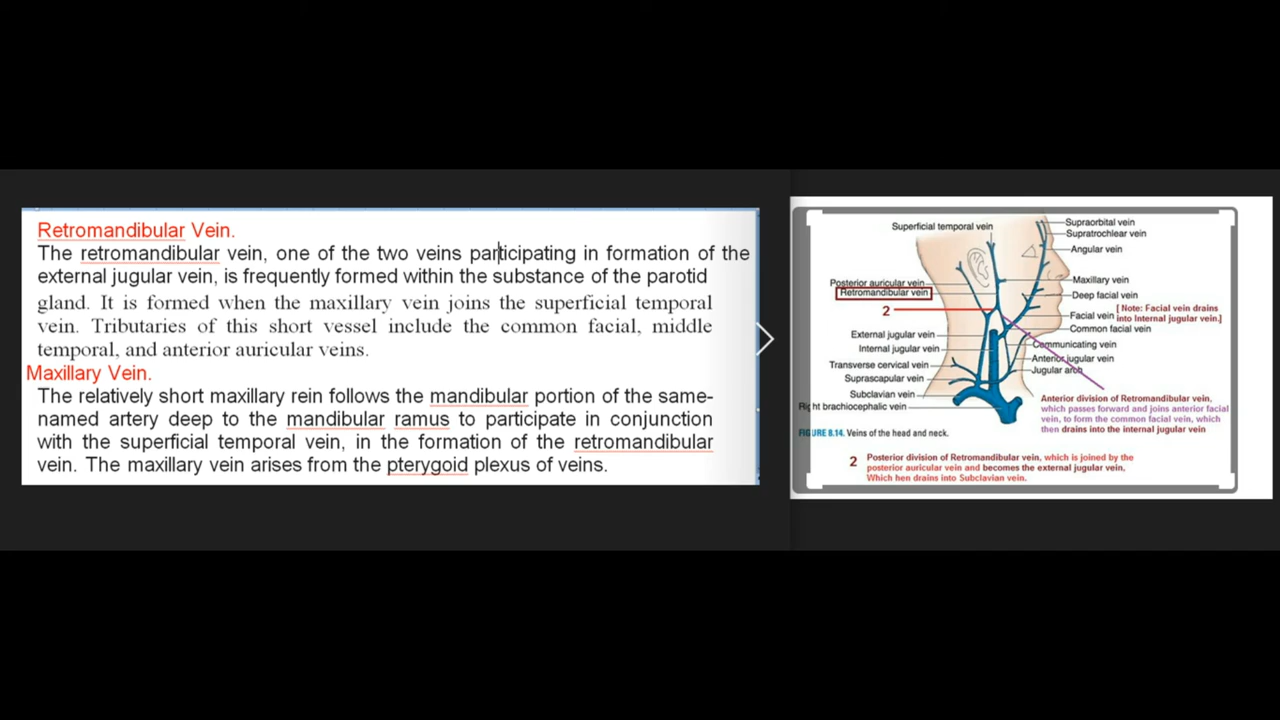 Retromandibular Vein.
The retromandibular vein, one of the two veins participating in formation of the
external jugular vein, is frequently formed within the substance of the parotid
gland. It is formed when the maxillary vein joins the superficial temporal
vein. Tributaries of this short vessel include the common facial, middle
temporal, and anterior auricular veins.
Maxillary Vein.
The relatively short maxillary rein follows the mandibular portion of the same-
named artery deep to the mandibular ramus to participate in conjunction
with the superficial temporal vein, in the formation of the retromandibular
vein. The maxillary vein arises from the pterygoid plexus of veins.
Superficial temporal vein
Posterior auricular vein
Retromandibular vein
2
External jugular vein
Internal jugular vein
Transverse cervical vein
Suprascapular vein
Subclavian vein
Right brachiocephalic vein
Supraorbital vein
Supratrochlear vein
Angular vein
Maxillary vein
Deep facial vein
Facial vein
[ Note: Facial vein drains
into Internal jugular vein.]
Common facial vein
Communicating vein
Anterior jugular vein
Jugular arch
Anterior division of Retromandibular vein,
which passes forward and joins anterior facial
vein, to form the common facial vein, which
then drains into the internal jugular vein
FIGURE 8.14. Veins of the head and neck.
2 Posterior division of Retromandibular vein, which is joined by the
posterior auricular vein and becomes the external jugular vein,
Which hen drains into Subclavian vein.